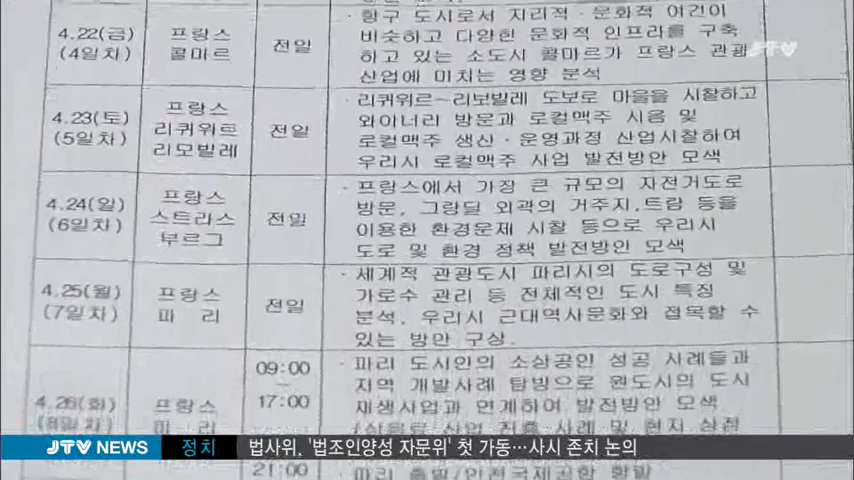 · 항구 도시로서 지리적 · 문화적 여건이
4.22(금) 프랑스 전일 비슷하고 다양한 문화적 인프라를 구축
(4일차) 콜마르 하고 있는 소도시 콜마르가 프랑스 관광
산업에 미치는 영향 분석
JTV
· 리퀴위르~리보빌레 도보로 마을을 시찰하고
4.23(토) 프랑스 전일 와이너리 방문과 로컬맥주 시음 및
(5일차) 리퀴위르 로컬맥주 생산 · 운영과정 산업시찰하여
리모빌레 우리시 로컬맥주 사업 발전방안 모색
· 프랑스에서 가장 큰 규모의 자전거도로
4.24(일) 프랑스 전일 방문, 그랑딜 외곽의 거주지,트람 등을
(6일차) 스트라스 이용한 환경문제 시찰 등으로 우리시
부르그 도로 및 환경 정책 발전방안 모색
· 세계적 관광도시 파리시의 도로구성 및
4.25(월) 프랑스 전일 가로수 관리 등 전체적인 도시 특징
(7일차) 파 리 분석, 우리시 근대역사문화와 접목할 수
있는 방안 구상.
09:00 · 파리 도시인의 소상공인 성공 사례들과
~ 지역 개발사례 탐방으로 원도시의 도시
4.26(화) 프랑스 17:00 재생사업과 연계하여 발전방안 모색
(8일차) 파 리
JTV NEWS 정치 법사위, '법조인양성 자문위' 첫 가동…사시 존치 논의
21:00